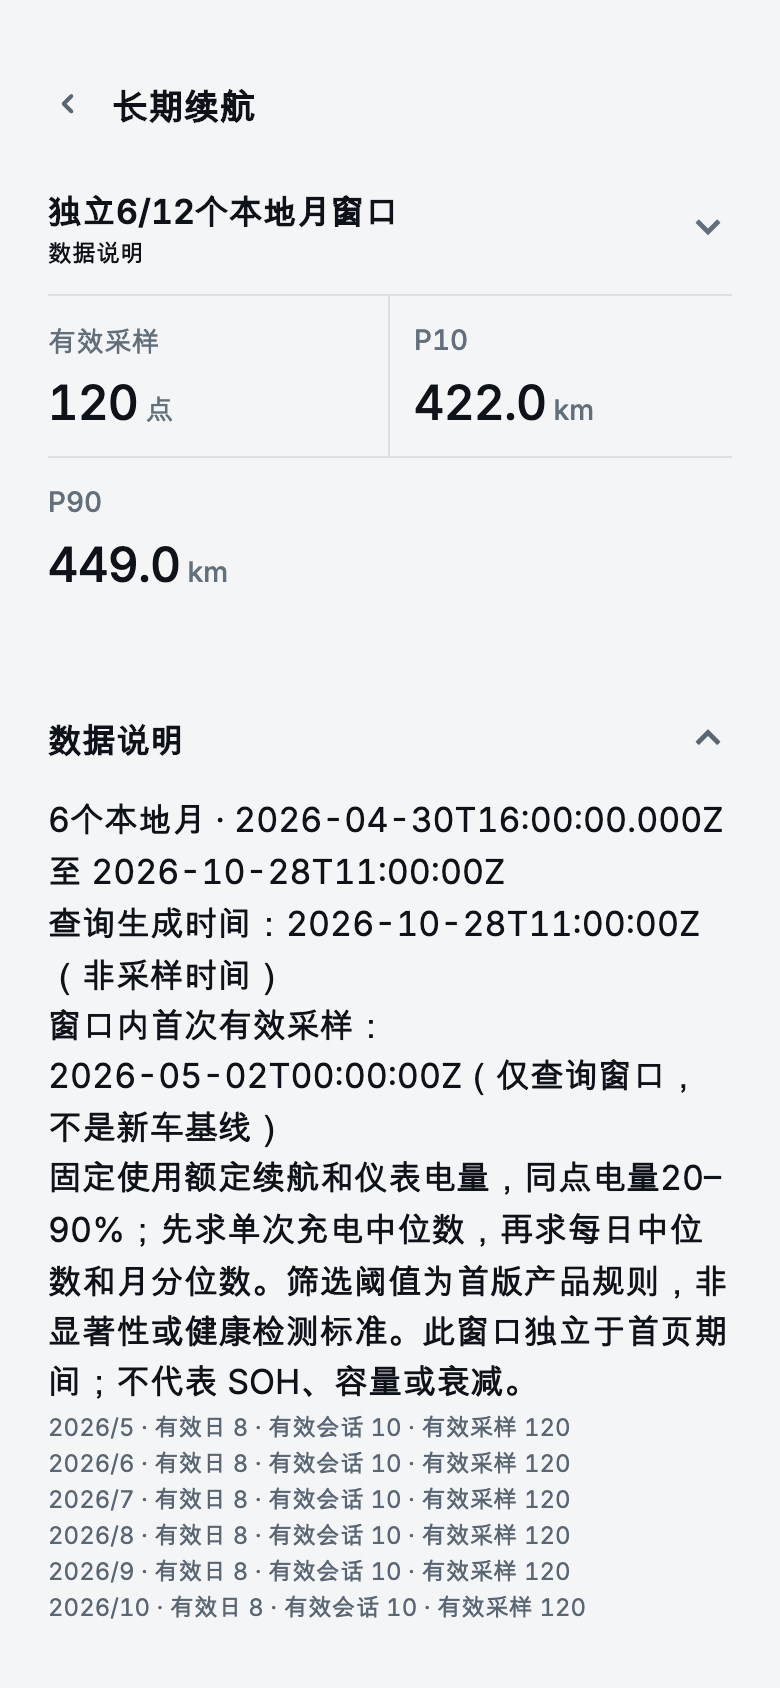 长期续航
独立6/12个本地月窗口
数据说明
有效采样
120 点
P10
422.0 km
P90
449.0 km
数据说明
6个本地月 · 2026-04-30T16:00:00.000Z
至 2026-10-28T11:00:00Z
查询生成时间：2026-10-28T11:00:00Z
（非采样时间）
窗口内首次有效采样：
2026-05-02T00:00:00Z（仅查询窗口，
不是新车基线）
固定使用额定续航和仪表电量，同点电量20–
90%；先求单次充电中位数，再求每日中位
数和月分位数。筛选阈值为首版产品规则，非
显著性或健康检测标准。此窗口独立于首页期
间；不代表 SOH、容量或衰减。
2026/5 · 有效日 8 · 有效会话 10 · 有效采样 120
2026/6 · 有效日 8 · 有效会话 10 · 有效采样 120
2026/7 · 有效日 8 · 有效会话 10 · 有效采样 120
2026/8 · 有效日 8 · 有效会话 10 · 有效采样 120
2026/9 · 有效日 8 · 有效会话 10 · 有效采样 120
2026/10 · 有效日 8 · 有效会话 10 · 有效采样 120